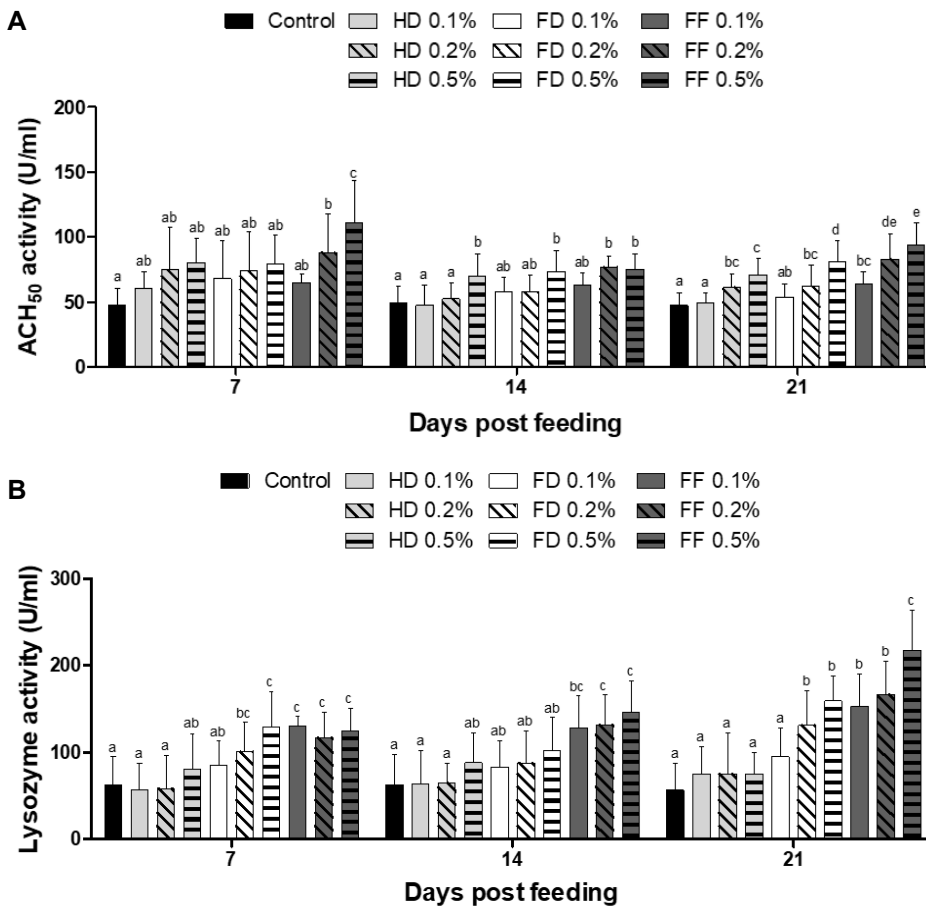 A
Control HD 0.1% FD 0.1% FF 0.1%
HD 0.2% FD 0.2% FF 0.2%
HD 0.5% FD 0.5% FF 0.5%
ACH50 activity (U/ml)
200
150
100
50
0
a ab ab ab ab ab ab ab b c
a a a b ab ab b ab b b
a a bc c ab bc d bc de e
7 14 21
Days post feeding
B
Control HD 0.1% FD 0.1% FF 0.1%
HD 0.2% FD 0.2% FF 0.2%
HD 0.5% FD 0.5% FF 0.5%
Lysozyme activity (U/ml)
300
200
100
0
a a a ab ab bc c c c c
a a a ab ab ab ab bc c c
a a a a a b b b b c
7 14 21
Days post feeding